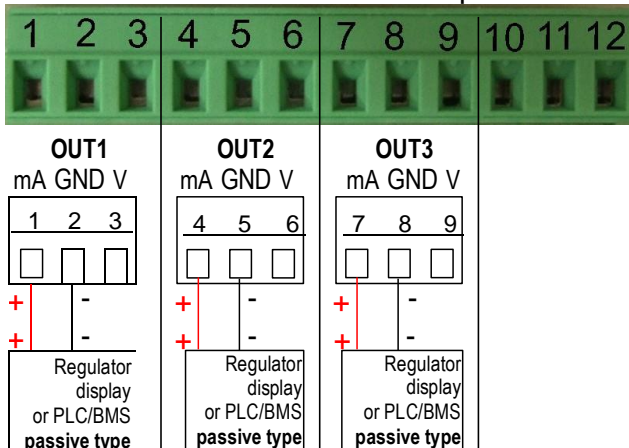 1 2 3 4 5 6 7 8 9 10 11 12
OUT1 OUT2 OUT3
mA GND V mA GND V mA GND V
1 2 3 4 5 6 7 8 9
+ - + - + -
+ - + - + -
Regulator Regulator Regulator
display display display
or PLC/BMS or PLC/BMS or PLC/BMS
passive type passive type passive type